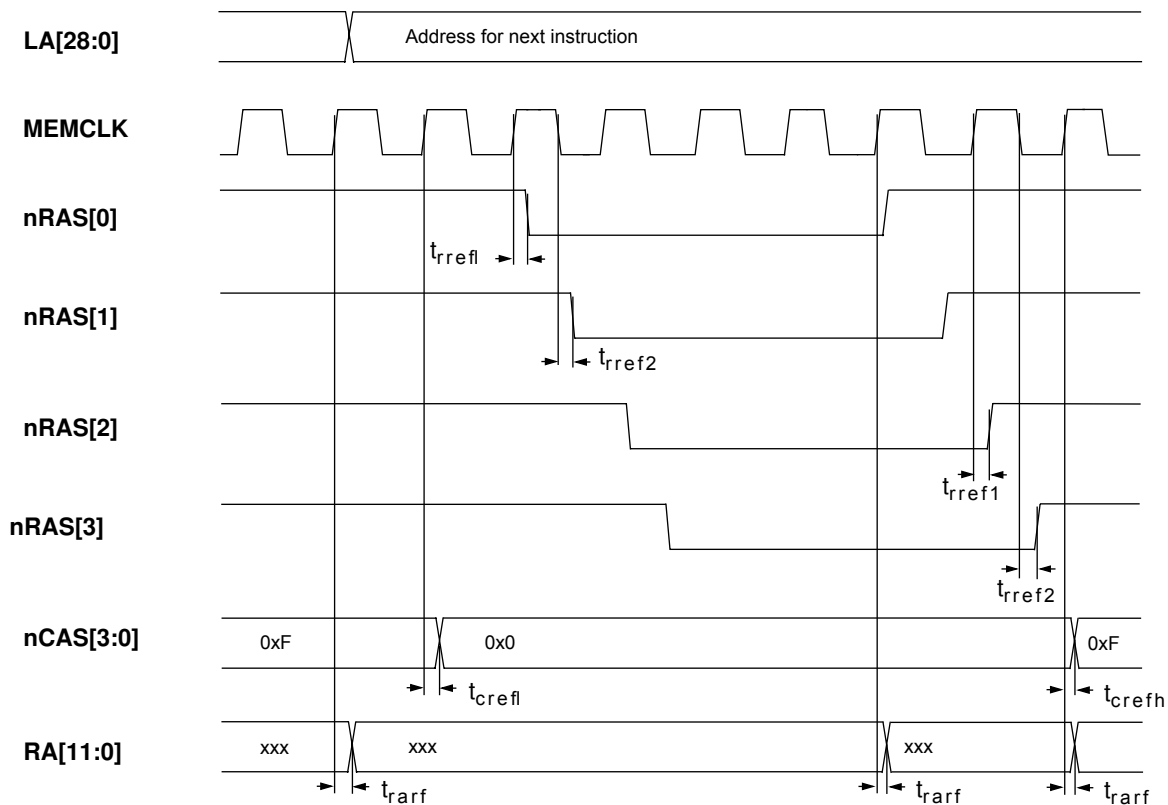 LA[28:0]
Address for next instruction
MEMCLK
nRAS[0]
trrefl
nRAS[1]
trref2
nRAS[2]
trref1
nRAS[3]
trref2
nCAS[3:0]
0xF
0x0
0xF
tcrefl
tcrefh
RA[11:0]
xxx
xxx
xxx
trarf
trarf
trarf